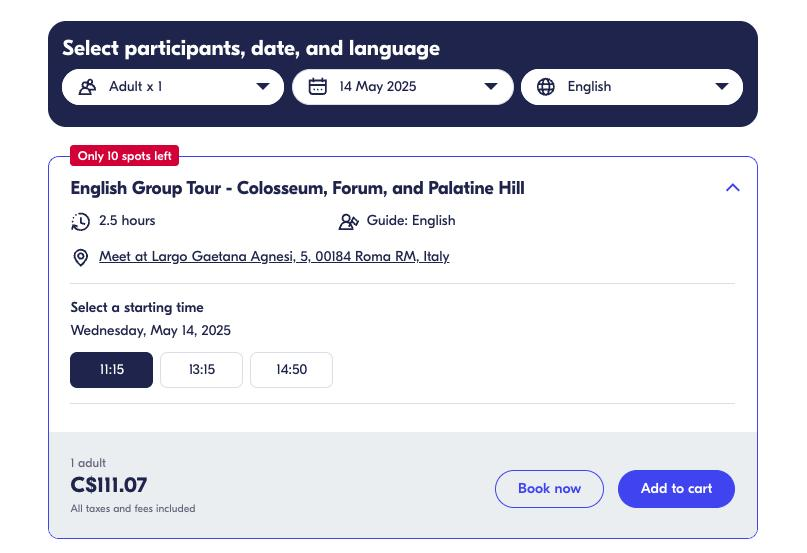 Select participants, date, and language
Adult x 1
14 May 2025
English
Only 10 spots left
English Group Tour - Colosseum, Forum, and Palatine Hill
2.5 hours
Guide: English
Meet at Largo Gaetana Agnesi, 5, 00184 Roma RM, Italy
Select a starting time
Wednesday, May 14, 2025
11:15
13:15
14:50
1 adult
C$111.07
All taxes and fees included
Book now
Add to cart